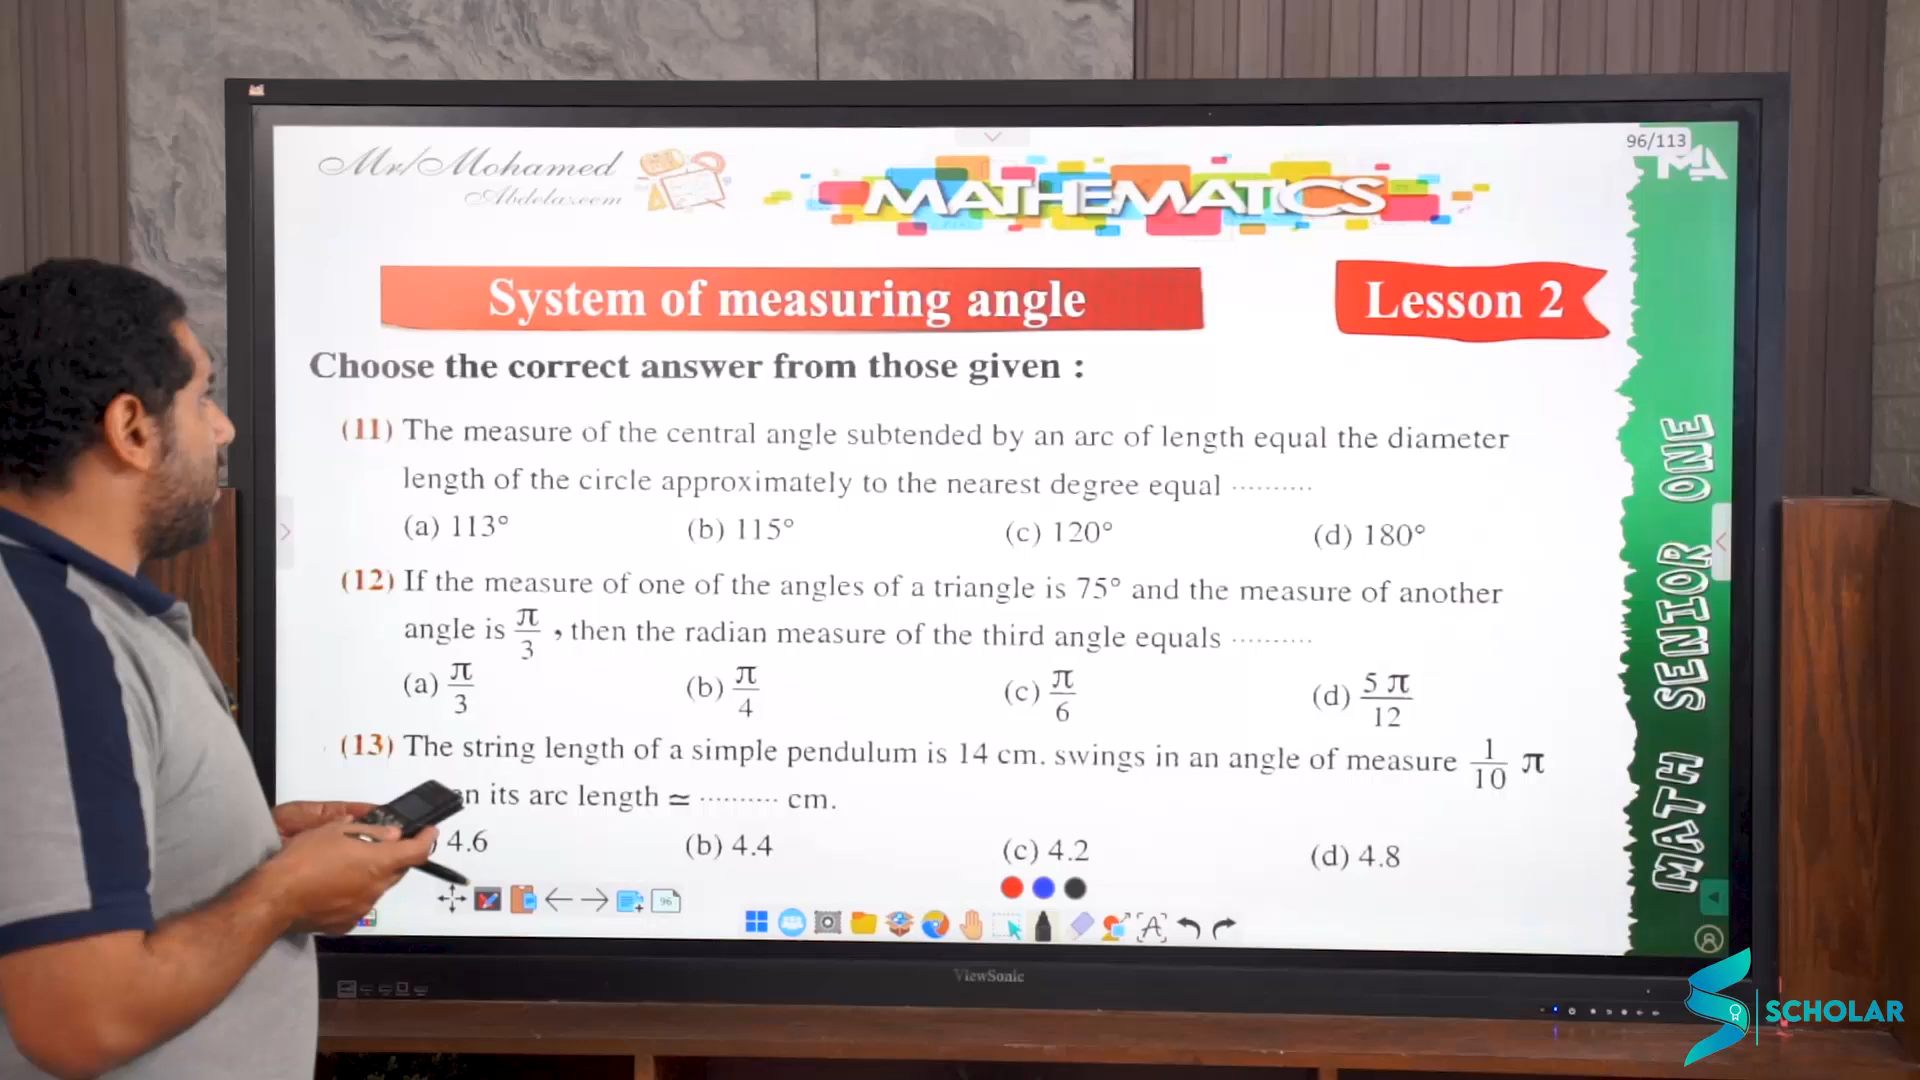 96/113
Mr/Mohamed
Abdelazeem
MATHEMATICS
MA
System of measuring angle
Lesson 2
Choose the correct answer from those given :
(11) The measure of the central angle subtended by an arc of length equal the diameter
length of the circle approximately to the nearest degree equal ..........
(a) 113° (b) 115° (c) 120° (d) 180°
(12) If the measure of one of the angles of a triangle is 75° and the measure of another
angle is π/3 , then the radian measure of the third angle equals ..........
(a) π/3 (b) π/4 (c) π/6 (d) 5 π/12
(13) The string length of a simple pendulum is 14 cm. swings in an angle of measure 1/10 π
n its arc length ≃ .......... cm.
) 4.6 (b) 4.4 (c) 4.2 (d) 4.8
MATH SENIOR ONE
96
A
ViewSonic
SCHOLAR